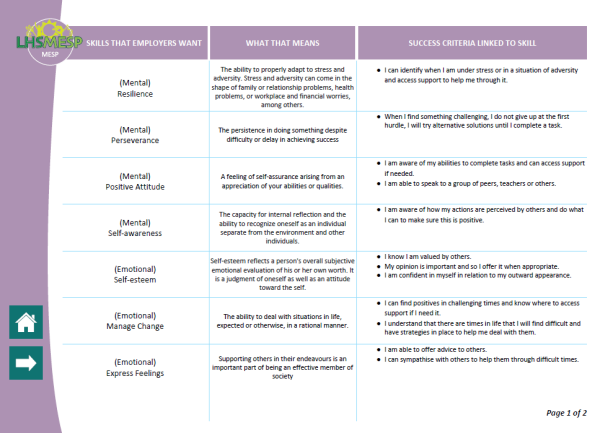 LHSMESP
MESP
SKILLS THAT EMPLOYERS WANT
WHAT THAT MEANS
SUCCESS CRITERIA LINKED TO SKILL
(Mental)
Resilience
The ability to properly adapt to stress and
adversity. Stress and adversity can come in the
shape of family or relationship problems, health
problems, or workplace and financial worries,
among others.
• I can identify when I am under stress or in a situation of adversity
and access support to help me through it.
(Mental)
Perseverance
The persistence in doing something despite
difficulty or delay in achieving success
• When I find something challenging, I do not give up at the first
hurdle, I will try alternative solutions until I complete a task.
(Mental)
Positive Attitude
A feeling of self-assurance arising from an
appreciation of your abilities or qualities.
• I am aware of my abilities to complete tasks and can access support
if needed.
• I am able to speak to a group of peers, teachers or others.
(Mental)
Self-awareness
The capacity for internal reflection and the
ability to recognize oneself as an individual
separate from the environment and other
individuals.
• I am aware of how my actions are perceived by others and do what
I can to make sure this is positive.
(Emotional)
Self-esteem
Self-esteem reflects a person's overall subjective
emotional evaluation of his or her own worth. It
is a judgment of oneself as well as an attitude
toward the self.
• I know I am valued by others.
• My opinion is important and so I offer it when appropriate.
• I am confident in myself in relation to my outward appearance.
(Emotional)
Manage Change
The ability to deal with situations in life,
expected or otherwise, in a rational manner.
• I can find positives in challenging times and know where to access
support if I need it.
• I understand that there are times in life that I will find difficult and
have strategies in place to help me deal with them.
(Emotional)
Express Feelings
Supporting others in their endeavours is an
important part of being an effective member of
society
• I am able to offer advice to others.
• I can sympathise with others to help them through difficult times.
Page 1 of 2